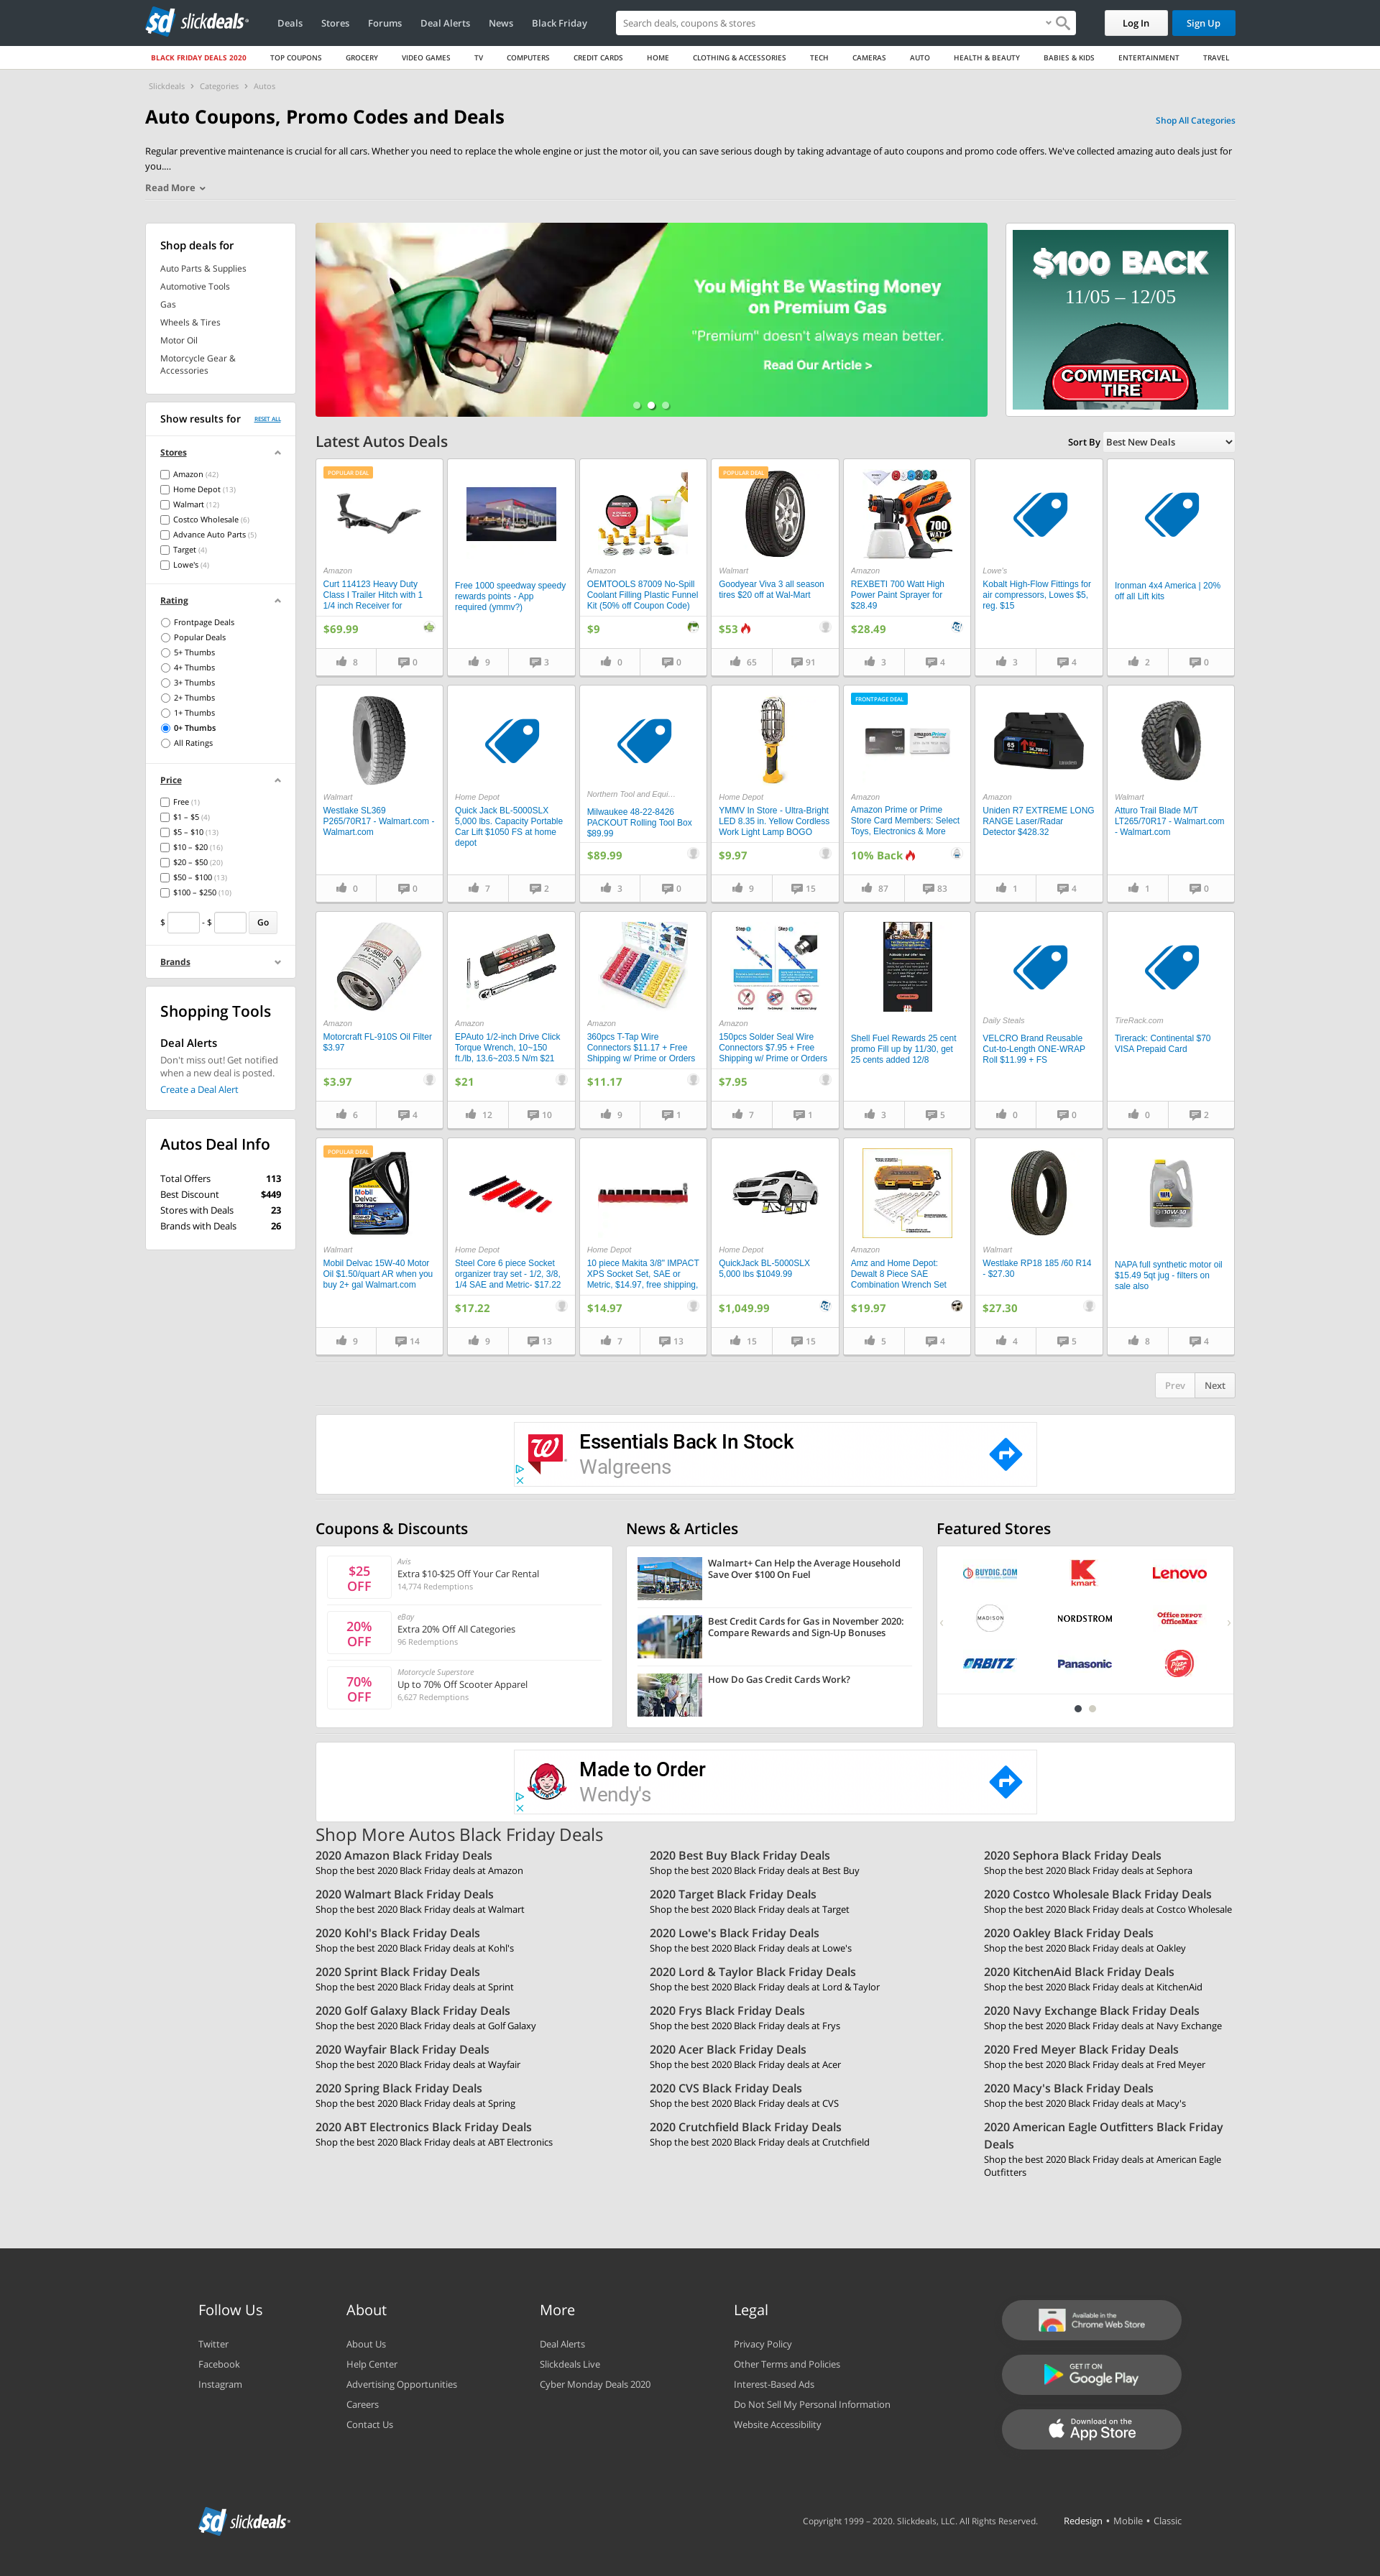 slickdeals
Deals
Stores
Forums
Deal Alerts
News
Black Friday
Search deals, coupons & stores
Log In
Sign Up
BLACK FRIDAY DEALS 2020
TOP COUPONS
GROCERY
VIDEO GAMES
TV
COMPUTERS
CREDIT CARDS
HOME
CLOTHING & ACCESSORIES
TECH
CAMERAS
AUTO
HEALTH & BEAUTY
BABIES & KIDS
ENTERTAINMENT
TRAVEL
Slickdeals > Categories > Autos
Auto Coupons, Promo Codes and Deals
Shop All Categories
Regular preventive maintenance is crucial for all cars. Whether you need to replace the whole engine or just the motor oil, you can save serious dough by taking advantage of auto coupons and promo code offers. We've collected amazing auto deals just for
you....
Read More
Shop deals for
Auto Parts & Supplies
Automotive Tools
Gas
Wheels & Tires
Motor Oil
Motorcycle Gear &
Accessories
Show results for
RESET ALL
Stores
Amazon (42)
Home Depot (13)
Walmart (12)
Costco Wholesale (6)
Advance Auto Parts (5)
Target (4)
Lowe's (4)
Rating
Frontpage Deals
Popular Deals
5+ Thumbs
4+ Thumbs
3+ Thumbs
2+ Thumbs
1+ Thumbs
0+ Thumbs
All Ratings
Price
Free (1)
$1 – $5 (4)
$5 – $10 (13)
$10 – $20 (16)
$20 – $50 (20)
$50 – $100 (13)
$100 – $250 (10)
$ - $ Go
Brands
Shopping Tools
Deal Alerts
Don't miss out! Get notified
when a new deal is posted.
Create a Deal Alert
Autos Deal Info
Total Offers 113
Best Discount $449
Stores with Deals 23
Brands with Deals 26
You Might Be Wasting Money
on Premium Gas
"Premium" doesn't always mean better.
Read Our Article >
$100 BACK
11/05 – 12/05
COMMERCIAL
TIRE
Latest Autos Deals
Sort By Best New Deals
POPULAR DEAL
Amazon
Curt 114123 Heavy Duty
Class I Trailer Hitch with 1
1/4 inch Receiver for
$69.99
8 0
Free 1000 speedway speedy
rewards points - App
required (ymmv?)
9 3
Amazon
OEMTOOLS 87009 No-Spill
Coolant Filling Plastic Funnel
Kit (50% off Coupon Code)
$9
0 0
POPULAR DEAL
Walmart
Goodyear Viva 3 all season
tires $20 off at Wal-Mart
$53
65 91
700
WATT
Amazon
REXBETI 700 Watt High
Power Paint Sprayer for
$28.49
$28.49
3 4
Lowe's
Kobalt High-Flow Fittings for
air compressors, Lowes $5,
reg. $15
3 4
Ironman 4x4 America | 20%
off all Lift kits
2 0
Walmart
Westlake SL369
P265/70R17 - Walmart.com -
Walmart.com
0 0
Home Depot
Quick Jack BL-5000SLX
5,000 lbs. Capacity Portable
Car Lift $1050 FS at home
depot
7 2
Northern Tool and Equi...
Milwaukee 48-22-8426
PACKOUT Rolling Tool Box
$89.99
$89.99
3 0
Home Depot
YMMV In Store - Ultra-Bright
LED 8.35 in. Yellow Cordless
Work Light Lamp BOGO
$9.97
9 15
FRONTPAGE DEAL
Amazon
Amazon Prime or Prime
Store Card Members: Select
Toys, Electronics & More
10% Back
87 83
Amazon
Uniden R7 EXTREME LONG
RANGE Laser/Radar
Detector $428.32
1 4
Walmart
Atturo Trail Blade M/T
LT265/70R17 - Walmart.com
- Walmart.com
1 0
Amazon
Motorcraft FL-910S Oil Filter
$3.97
$3.97
6 4
Amazon
EPAuto 1/2-inch Drive Click
Torque Wrench, 10~150
ft./lb, 13.6~203.5 N/m $21
$21
12 10
Amazon
360pcs T-Tap Wire
Connectors $11.17 + Free
Shipping w/ Prime or Orders
$11.17
9 1
Amazon
150pcs Solder Seal Wire
Connectors $7.95 + Free
Shipping w/ Prime or Orders
$7.95
7 1
Shell Fuel Rewards 25 cent
promo Fill up by 11/30, get
25 cents added 12/8
3 5
Daily Steals
VELCRO Brand Reusable
Cut-to-Length ONE-WRAP
Roll $11.99 + FS
0 0
TireRack.com
Tirerack: Continental $70
VISA Prepaid Card
0 2
POPULAR DEAL
Mobil
Delvac
Walmart
Mobil Delvac 15W-40 Motor
Oil $1.50/quart AR when you
buy 2+ gal Walmart.com
9 14
Home Depot
Steel Core 6 piece Socket
organizer tray set - 1/2, 3/8,
1/4 SAE and Metric- $17.22
$17.22
9 13
Home Depot
10 piece Makita 3/8" IMPACT
XPS Socket Set, SAE or
Metric, $14.97, free shipping,
$14.97
7 13
Home Depot
QuickJack BL-5000SLX
5,000 lbs $1049.99
$1,049.99
15 15
Amazon
Amz and Home Depot:
Dewalt 8 Piece SAE
Combination Wrench Set
$19.97
5 4
Walmart
Westlake RP18 185 /60 R14
- $27.30
$27.30
4 5
NAPA full synthetic motor oil
$15.49 5qt jug - filters on
sale also
8 4
Prev Next
Essentials Back In Stock
Walgreens
Coupons & Discounts
$25
OFF
Avis
Extra $10-$25 Off Your Car Rental
14,774 Redemptions
20%
OFF
eBay
Extra 20% Off All Categories
96 Redemptions
70%
OFF
Motorcycle Superstore
Up to 70% Off Scooter Apparel
6,627 Redemptions
News & Articles
Walmart+ Can Help the Average Household
Save Over $100 On Fuel
Best Credit Cards for Gas in November 2020:
Compare Rewards and Sign-Up Bonuses
How Do Gas Credit Cards Work?
Featured Stores
BUYDIG.COM
kmart
Lenovo
MADISON
NORDSTROM
Office DEPOT
OfficeMax
ORBITZ
Panasonic
Pizza Hut
Made to Order
Wendy's
Shop More Autos Black Friday Deals
2020 Amazon Black Friday Deals
Shop the best 2020 Black Friday deals at Amazon
2020 Best Buy Black Friday Deals
Shop the best 2020 Black Friday deals at Best Buy
2020 Sephora Black Friday Deals
Shop the best 2020 Black Friday deals at Sephora
2020 Walmart Black Friday Deals
Shop the best 2020 Black Friday deals at Walmart
2020 Target Black Friday Deals
Shop the best 2020 Black Friday deals at Target
2020 Costco Wholesale Black Friday Deals
Shop the best 2020 Black Friday deals at Costco Wholesale
2020 Kohl's Black Friday Deals
Shop the best 2020 Black Friday deals at Kohl's
2020 Lowe's Black Friday Deals
Shop the best 2020 Black Friday deals at Lowe's
2020 Oakley Black Friday Deals
Shop the best 2020 Black Friday deals at Oakley
2020 Sprint Black Friday Deals
Shop the best 2020 Black Friday deals at Sprint
2020 Lord & Taylor Black Friday Deals
Shop the best 2020 Black Friday deals at Lord & Taylor
2020 KitchenAid Black Friday Deals
Shop the best 2020 Black Friday deals at KitchenAid
2020 Golf Galaxy Black Friday Deals
Shop the best 2020 Black Friday deals at Golf Galaxy
2020 Frys Black Friday Deals
Shop the best 2020 Black Friday deals at Frys
2020 Navy Exchange Black Friday Deals
Shop the best 2020 Black Friday deals at Navy Exchange
2020 Wayfair Black Friday Deals
Shop the best 2020 Black Friday deals at Wayfair
2020 Acer Black Friday Deals
Shop the best 2020 Black Friday deals at Acer
2020 Fred Meyer Black Friday Deals
Shop the best 2020 Black Friday deals at Fred Meyer
2020 Spring Black Friday Deals
Shop the best 2020 Black Friday deals at Spring
2020 CVS Black Friday Deals
Shop the best 2020 Black Friday deals at CVS
2020 Macy's Black Friday Deals
Shop the best 2020 Black Friday deals at Macy's
2020 ABT Electronics Black Friday Deals
Shop the best 2020 Black Friday deals at ABT Electronics
2020 Crutchfield Black Friday Deals
Shop the best 2020 Black Friday deals at Crutchfield
2020 American Eagle Outfitters Black Friday
Deals
Shop the best 2020 Black Friday deals at American Eagle
Outfitters
Follow Us
Twitter
Facebook
Instagram
About
About Us
Help Center
Advertising Opportunities
Careers
Contact Us
More
Deal Alerts
Slickdeals Live
Cyber Monday Deals 2020
Legal
Privacy Policy
Other Terms and Policies
Interest-Based Ads
Do Not Sell My Personal Information
Website Accessibility
Available in the
Chrome Web Store
GET IT ON
Google Play
Download on the
App Store
slickdeals
Copyright 1999 – 2020. Slickdeals, LLC. All Rights Reserved.
Redesign • Mobile • Classic